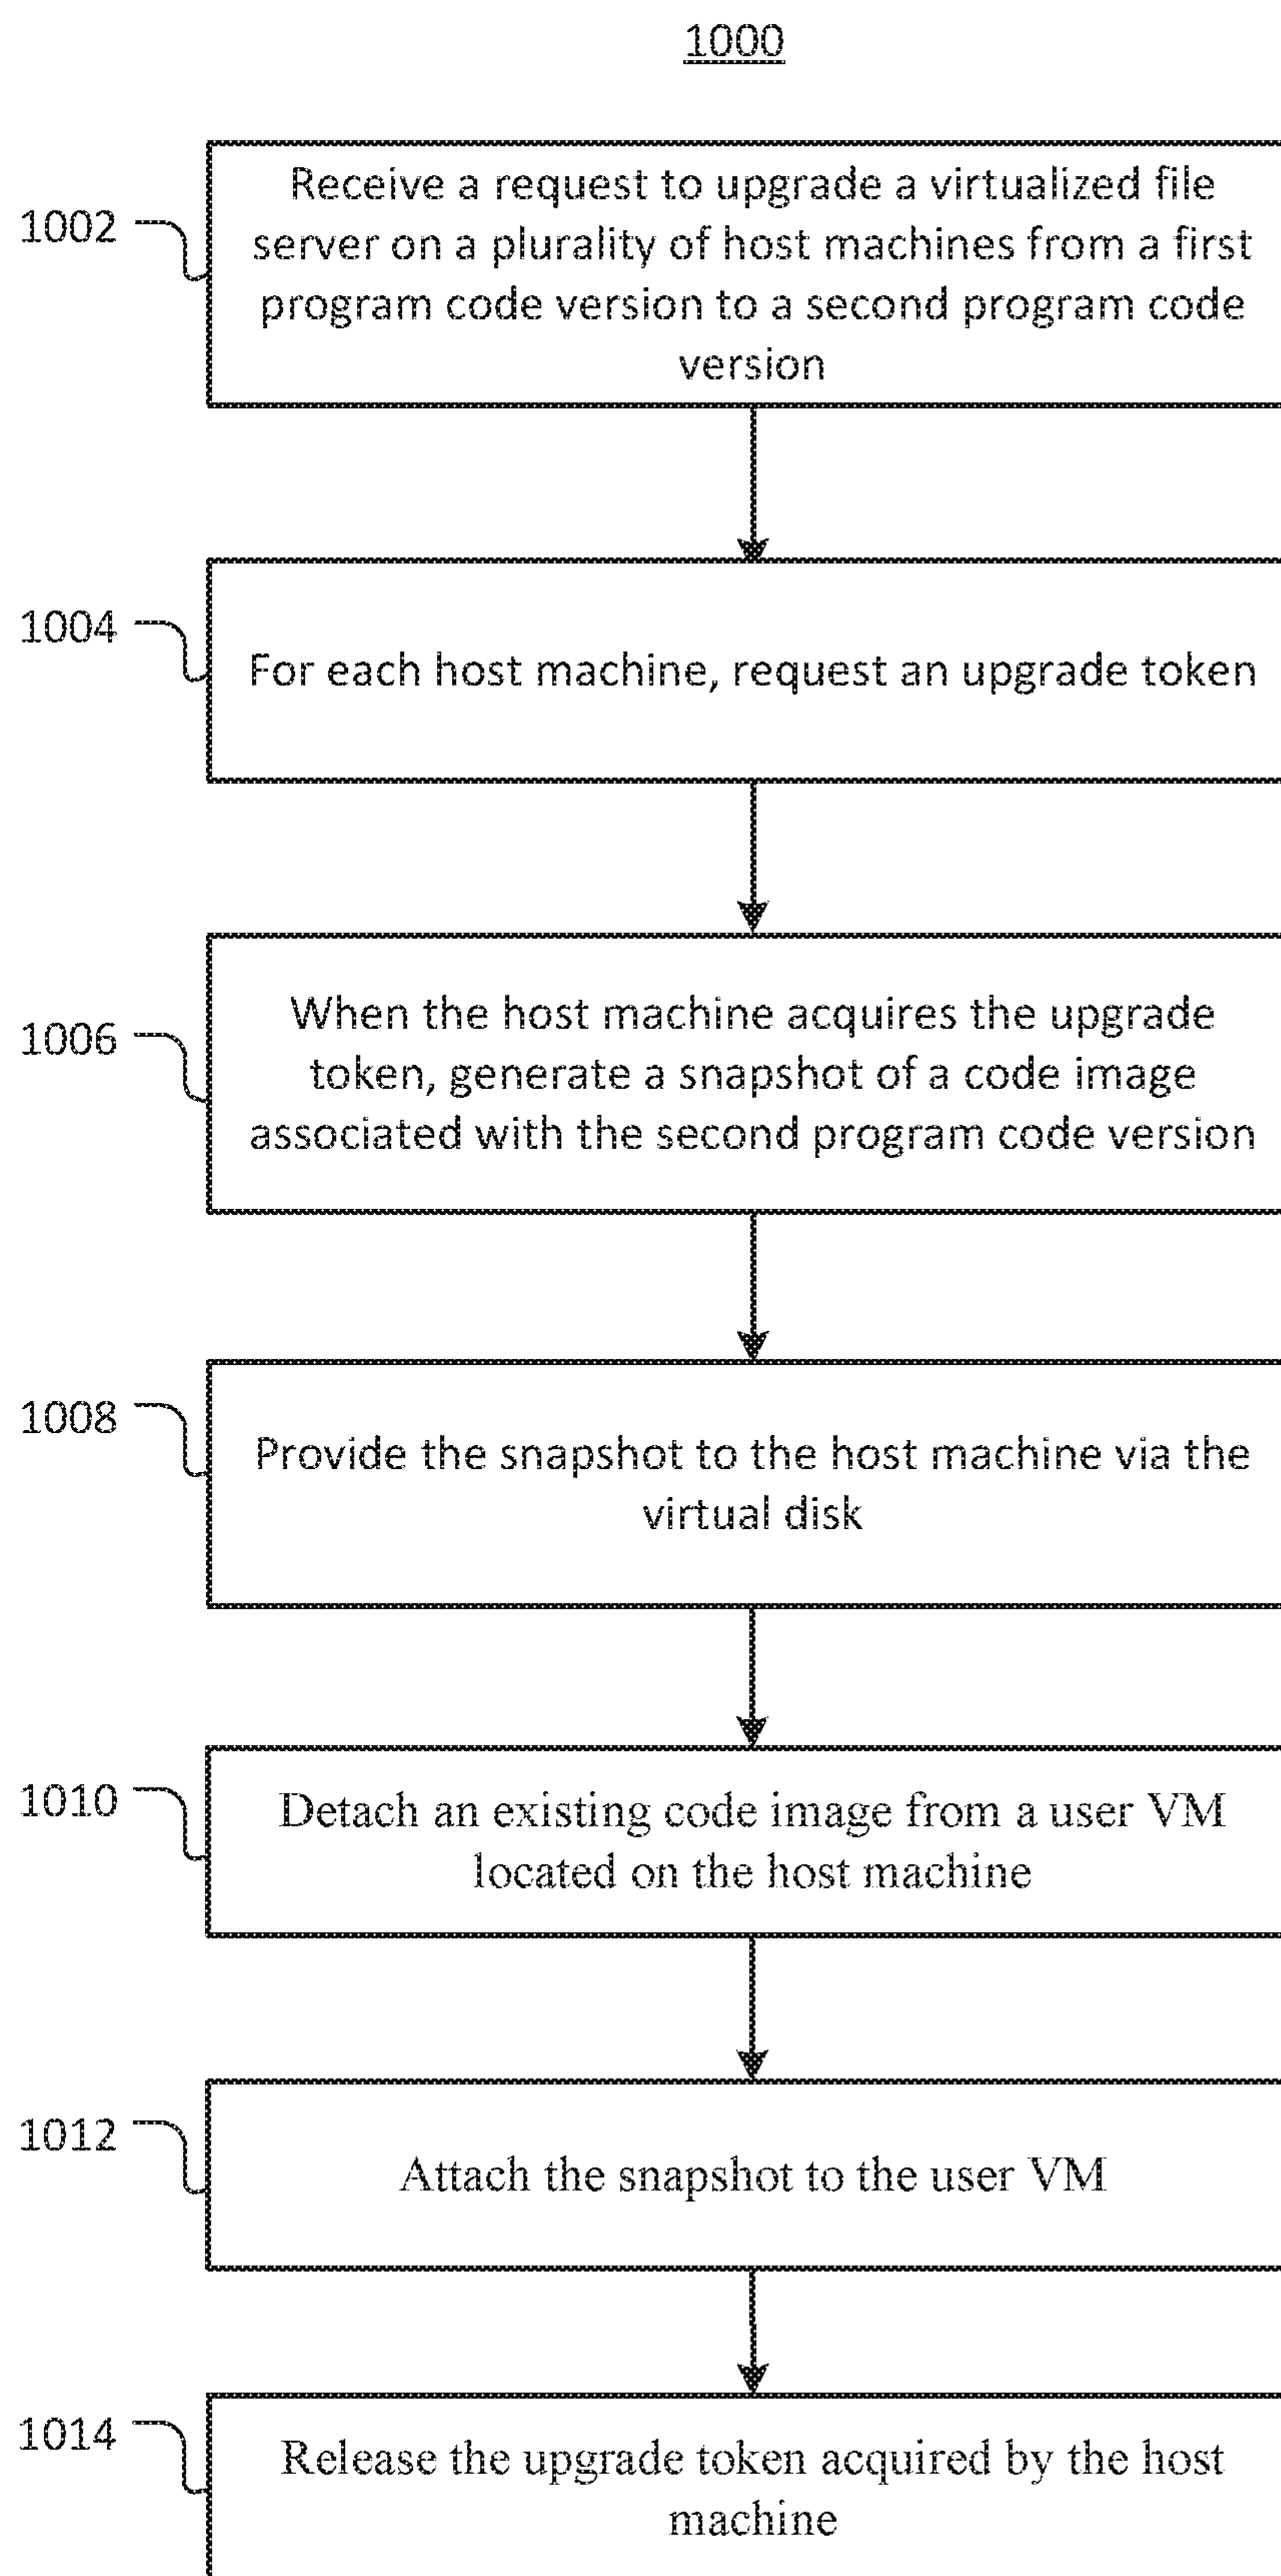 1000
1002
Receive a request to upgrade a virtualized file
server on a plurality of host machines from a first
program code version to a second program code
version
1004
For each host machine, request an upgrade token
1006
When the host machine acquires the upgrade
token, generate a snapshot of a code image
associated with the second program code version
1008
Provide the snapshot to the host machine via the
virtual disk
1010
Detach an existing code image from a user VM
located on the host machine
1012
Attach the snapshot to the user VM
1014
Release the upgrade token acquired by the host
machine